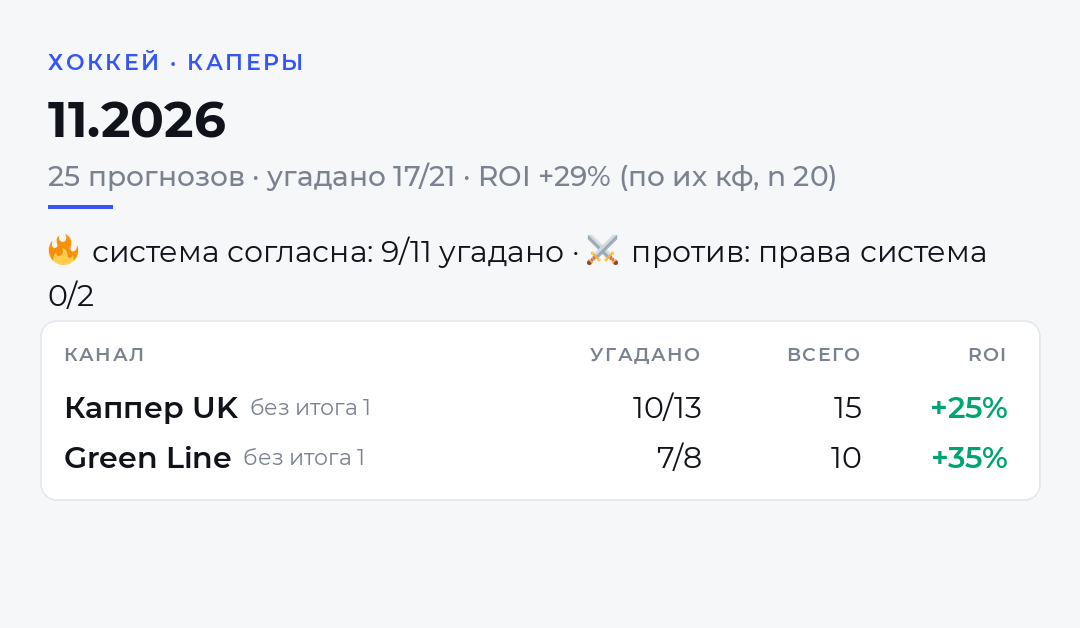 ХОККЕЙ · КАПЕРЫ
11.2026
25 прогнозов · угадано 17/21 · ROI +29% (по их кф, n 20)
🔥 система согласна: 9/11 угадано · ⚔️ против: права система
0/2
КАНАЛ УГАДАНО ВСЕГО ROI
Каппер UK без итога 1 10/13 15 +25%
Green Line без итога 1 7/8 10 +35%